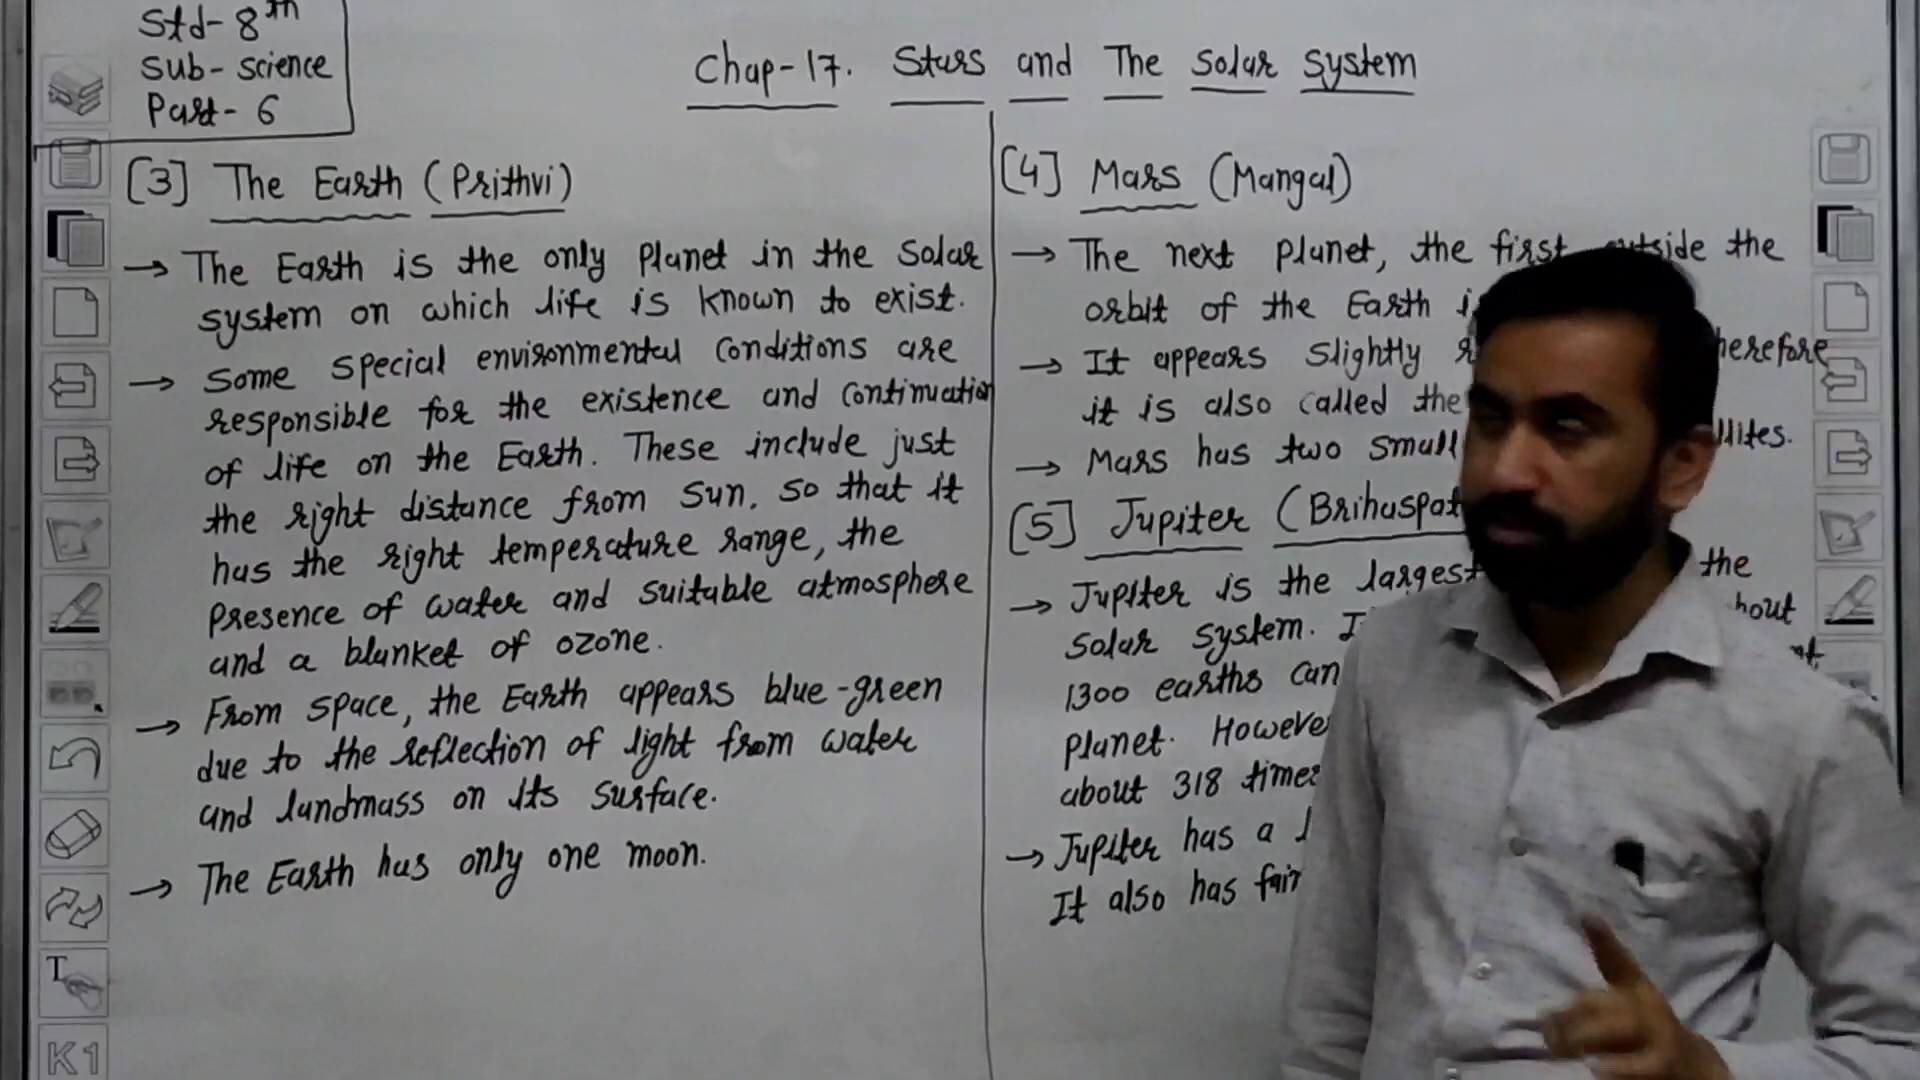 Std- 8th
Sub- science
Part- 6
Chap-17. Stars and The Solar System
[3] The Earth (Prithvi)
→ The Earth is the only planet in the Solar
system on which life is known to exist.
→ Some special environmental conditions are
responsible for the existence and continuation
of life on the Earth. These include just
the right distance from Sun, so that it
has the right temperature range, the
presence of water and suitable atmosphere
and a blanket of ozone.
→ From space, the Earth appears blue-green
due to the reflection of light from water
and landmass on its surface.
→ The Earth has only one moon.
[4] Mars (Mangal)
→ The next planet, the first outside the
orbit of the Earth
→ It appears slightly
it is also called the
→ Mars has two small
[5] Jupiter
→ Jupiter is the largest the
solar system.
1300 earths can
planet.
about 318 times
→ Jupiter has a
It also has
T
K1